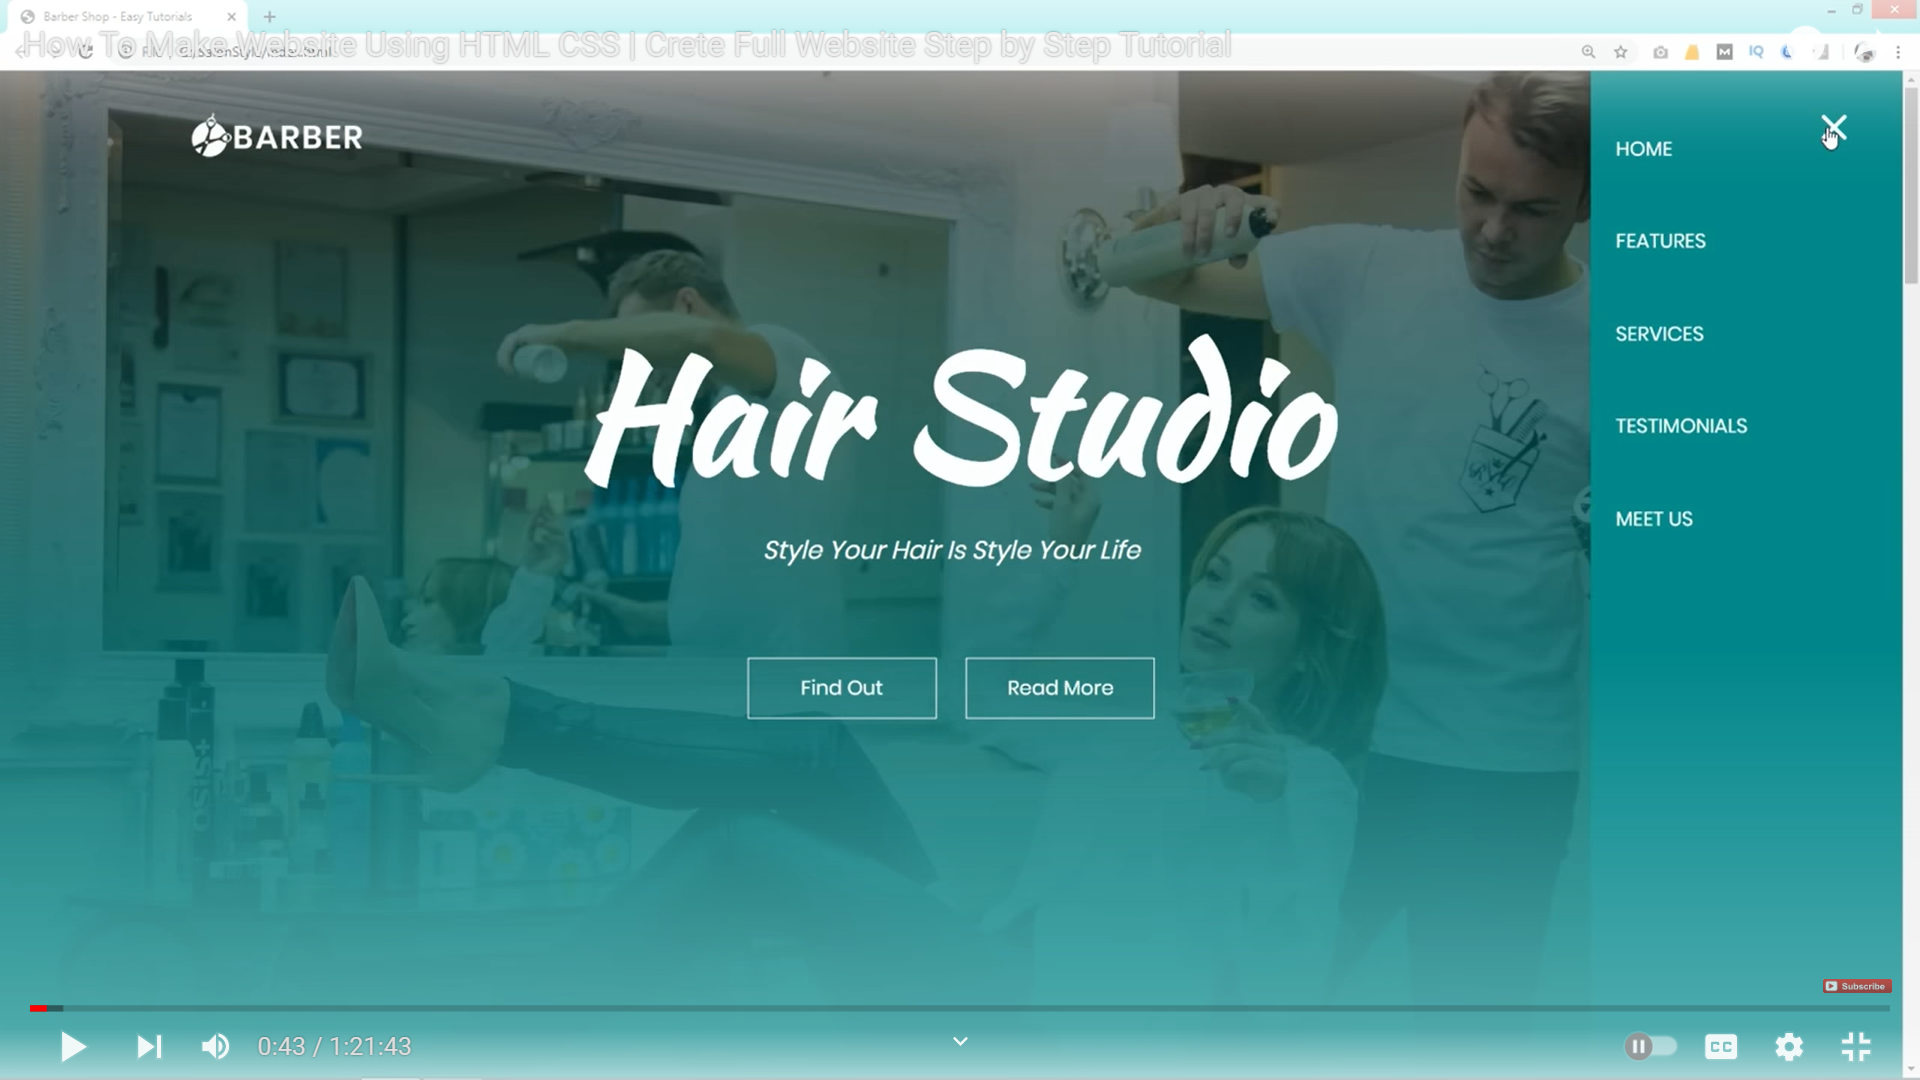 Barber Shop - Easy Tutorials
How To Make Website Using HTML CSS | Crete Full Website Step by Step Tutorial
IQ
BARBER
HOME
FEATURES
SERVICES
TESTIMONIALS
MEET US
Hair Studio
Style Your Hair Is Style Your Life
Find Out
Read More
Subscribe
0:43 / 1:21:43
CC